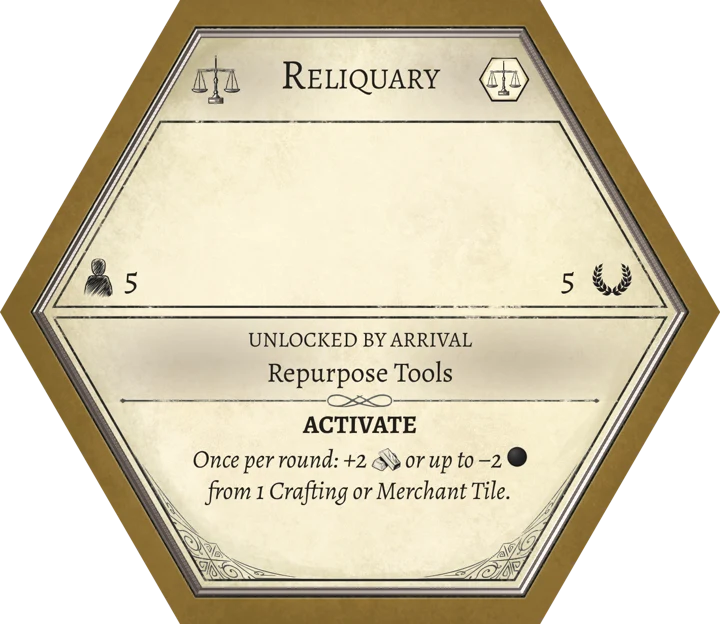 RELIQUARY
5
5
UNLOCKED BY ARRIVAL
Repurpose Tools
ACTIVATE
Once per round: +2 or up to −2
from 1 Crafting or Merchant Tile.